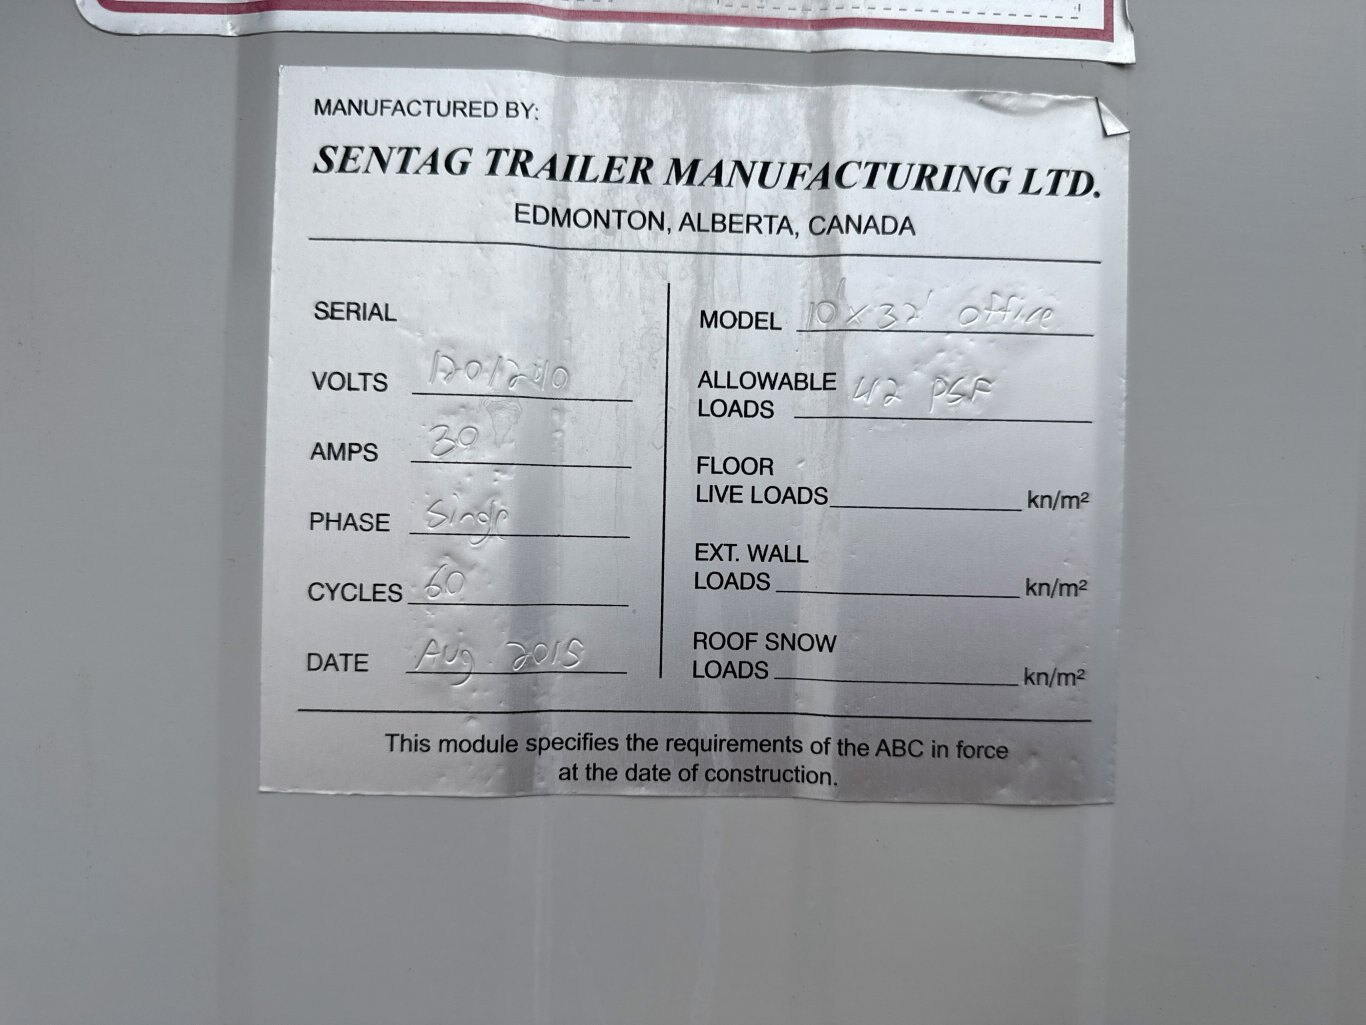 MANUFACTURED BY:
SENTAG TRAILER MANUFACTURING LTD.
EDMONTON, ALBERTA, CANADA
SERIAL
VOLTS 120/240
AMPS 30
PHASE Single
CYCLES 60
DATE Aug. 2015
MODEL 10' x 32' Office
ALLOWABLE
LOADS 42 PSF
FLOOR
LIVE LOADS kn/m²
EXT. WALL
LOADS kn/m²
ROOF SNOW
LOADS kn/m²
This module specifies the requirements of the ABC in force
at the date of construction.